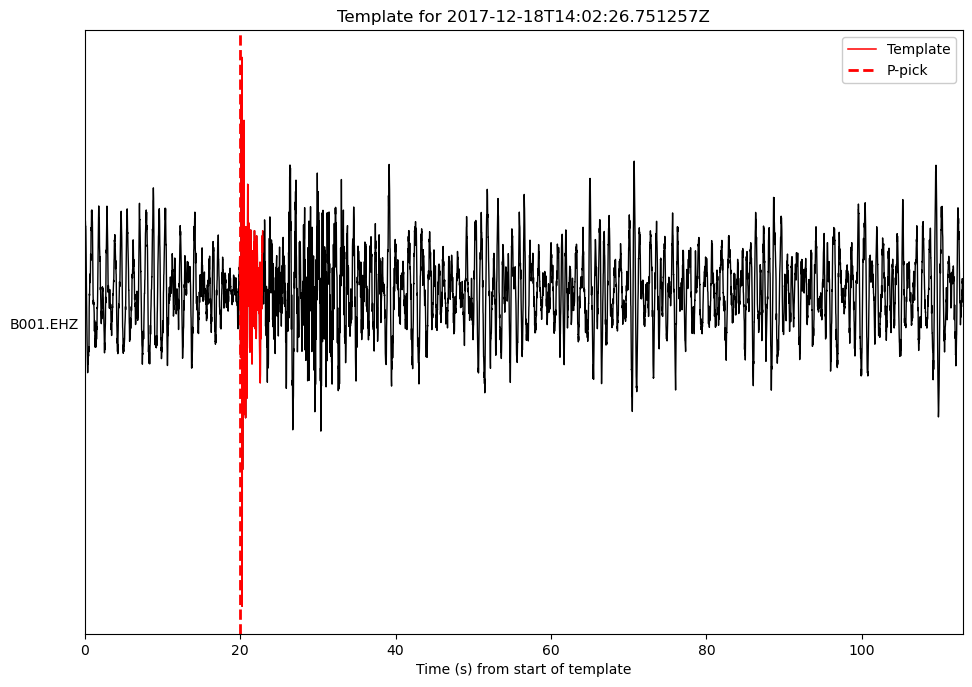 Template for 2017-12-18T14:02:26.751257Z
Template
P-pick
B001.EHZ
0 20 40 60 80 100
Time (s) from start of template